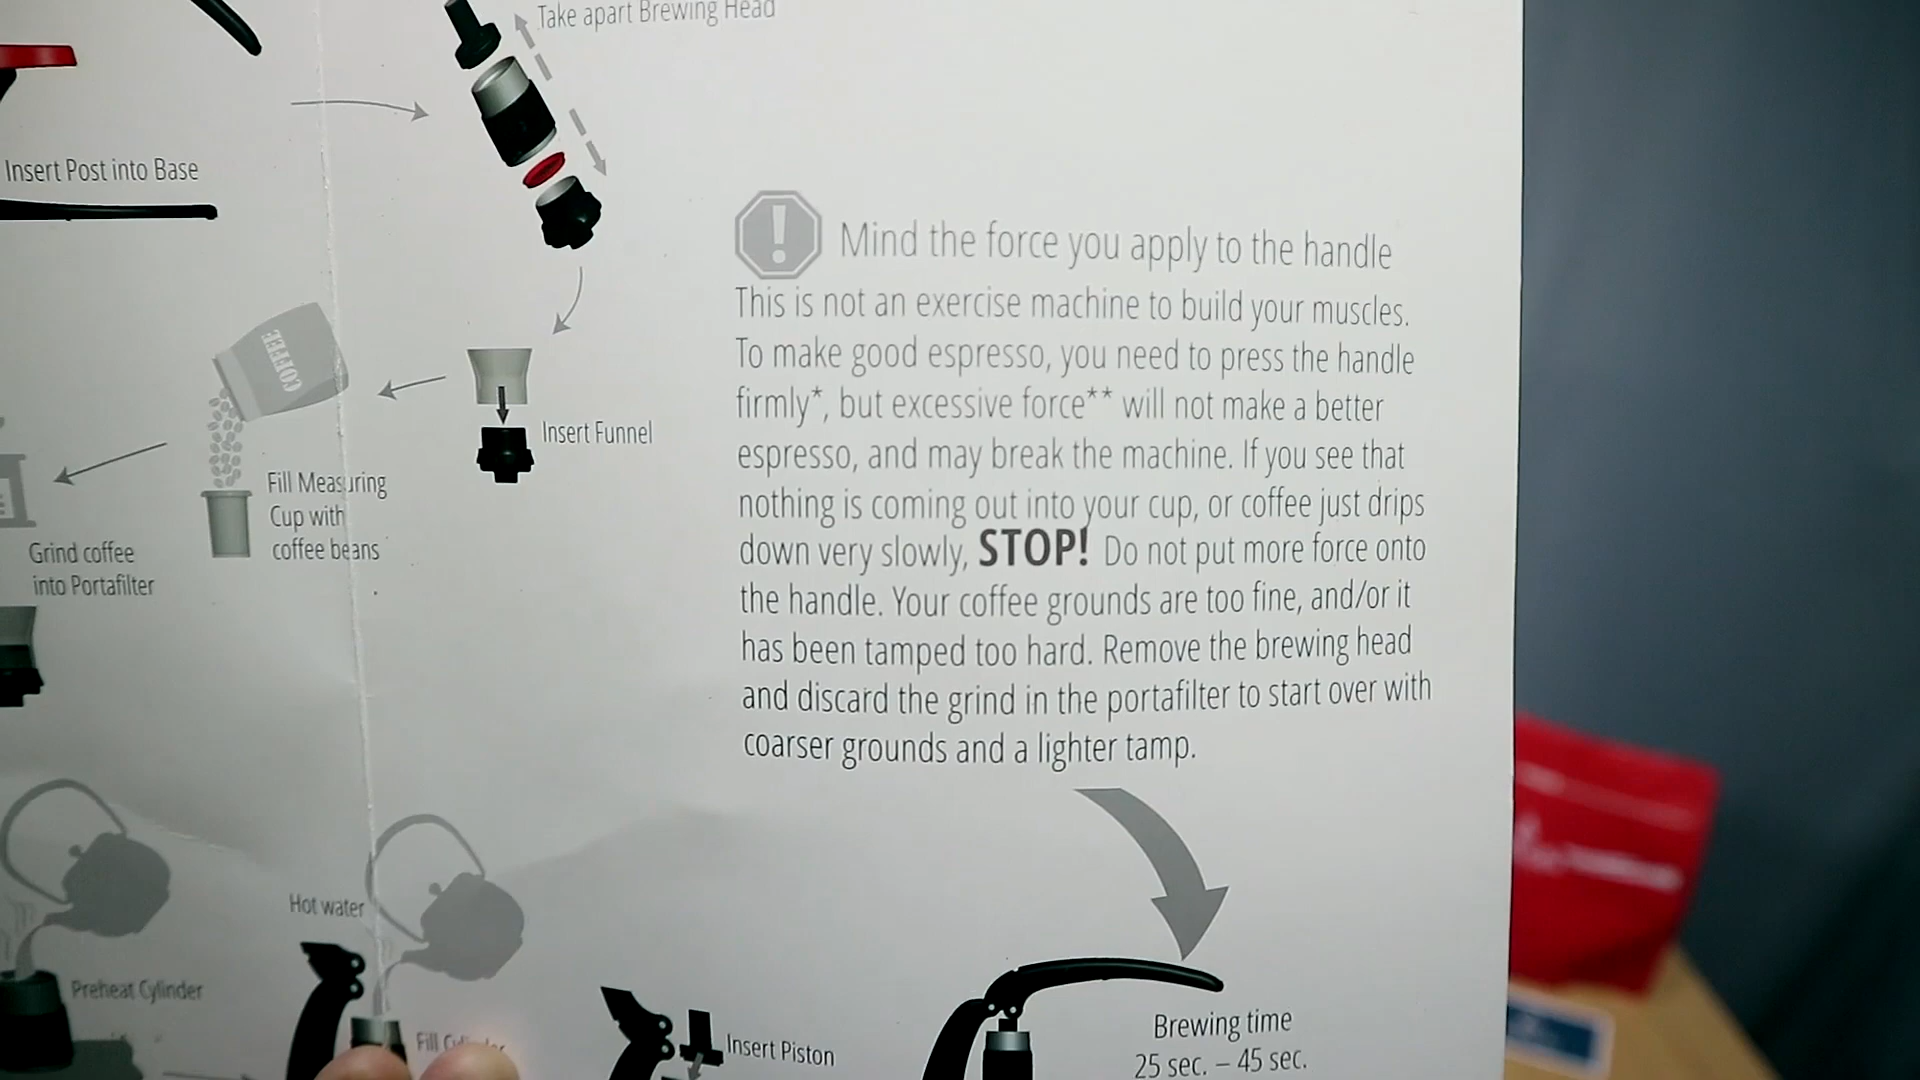 Take apart Brewing Head
Insert Post into Base
! Mind the force you apply to the handle
This is not an exercise machine to build your muscles.
To make good espresso, you need to press the handle
firmly*, but excessive force** will not make a better
espresso, and may break the machine. If you see that
nothing is coming out into your cup, or coffee just drips
down very slowly, STOP! Do not put more force onto
the handle. Your coffee grounds are too fine, and/or it
has been tamped too hard. Remove the brewing head
and discard the grind in the portafilter to start over with
coarser grounds and a lighter tamp.
COFFEE
Insert Funnel
Fill Measuring
Cup with
coffee beans
Grind coffee
into Portafilter
Hot water
Preheat Cylinder
Fill
Insert Piston
Brewing time
25 sec. – 45 sec.